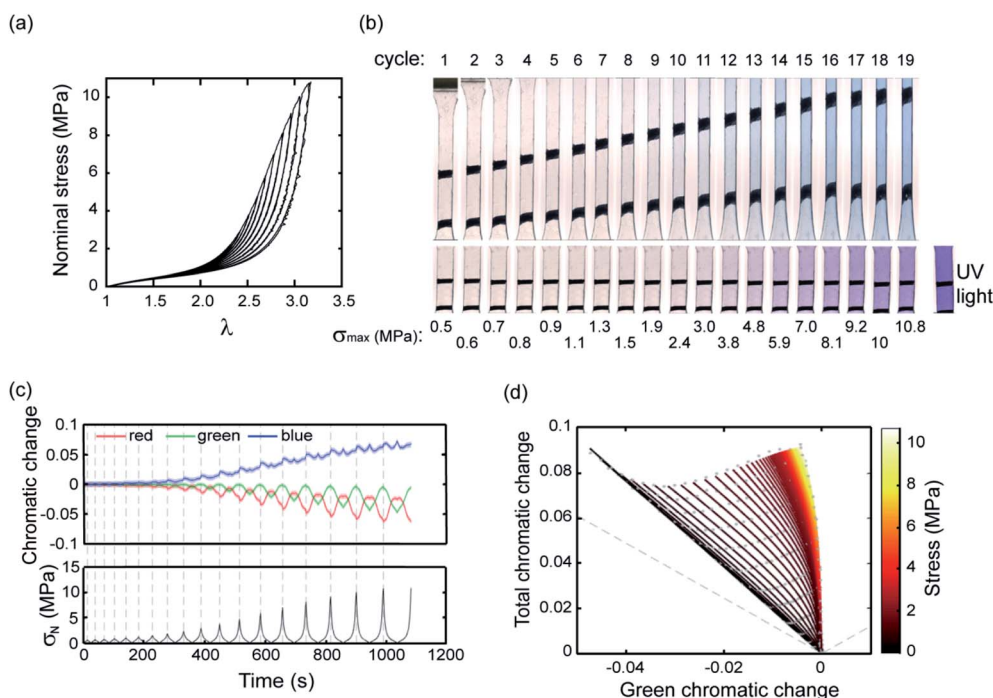 (a)
Nominal stress (MPa)
10
8
6
4
2
0
1
1.5
2.0
2.5
3.0
3.5
λ
(b)
cycle: 1 2 3 4 5 6 7 8 9 10 11 12 13 14 15 16 17 18 19
UV
light
0.5 0.7 0.9 1.3 1.9 3.0 4.8 7.0 9.2 10.8
σmax (MPa): 0.6 0.8 1.1 1.5 2.4 3.8 5.9 8.1 10
(c)
Chromatic change
0.1
0.05
0
-0.05
-0.1
red green blue
σN (MPa)
15
10
5
0
0 200 400 600 800 1000 1200
Time (s)
(d)
Total chromatic change
0.1
0.08
0.06
0.04
0.02
0
-0.04 -0.02 0
Green chromatic change
10
8
6
4
2
0
Stress (MPa)